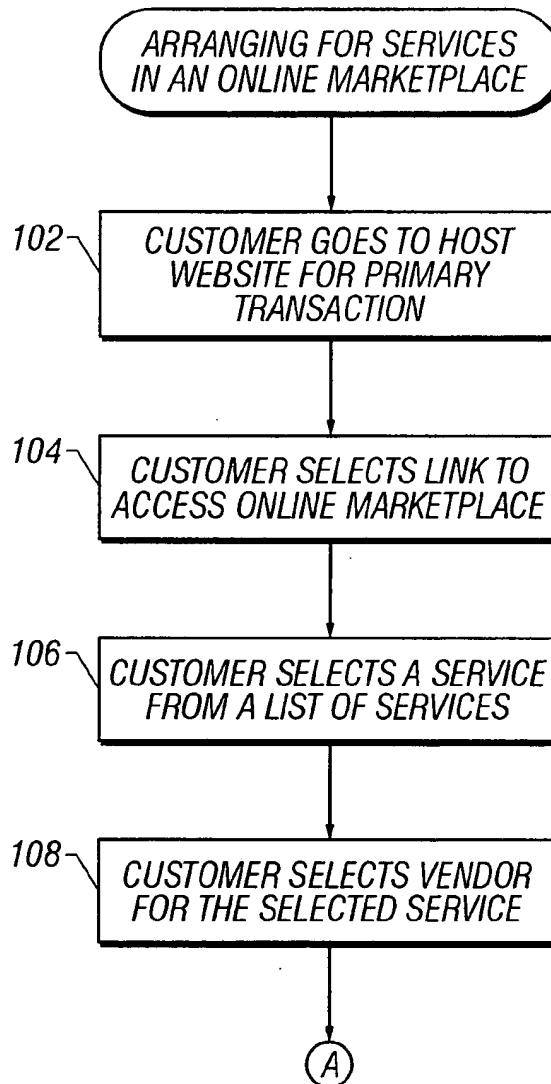 ARRANGING FOR SERVICES
IN AN ONLINE MARKETPLACE
102
CUSTOMER GOES TO HOST
WEBSITE FOR PRIMARY
TRANSACTION
104
CUSTOMER SELECTS LINK TO
ACCESS ONLINE MARKETPLACE
106
CUSTOMER SELECTS A SERVICE
FROM A LIST OF SERVICES
108
CUSTOMER SELECTS VENDOR
FOR THE SELECTED SERVICE
A